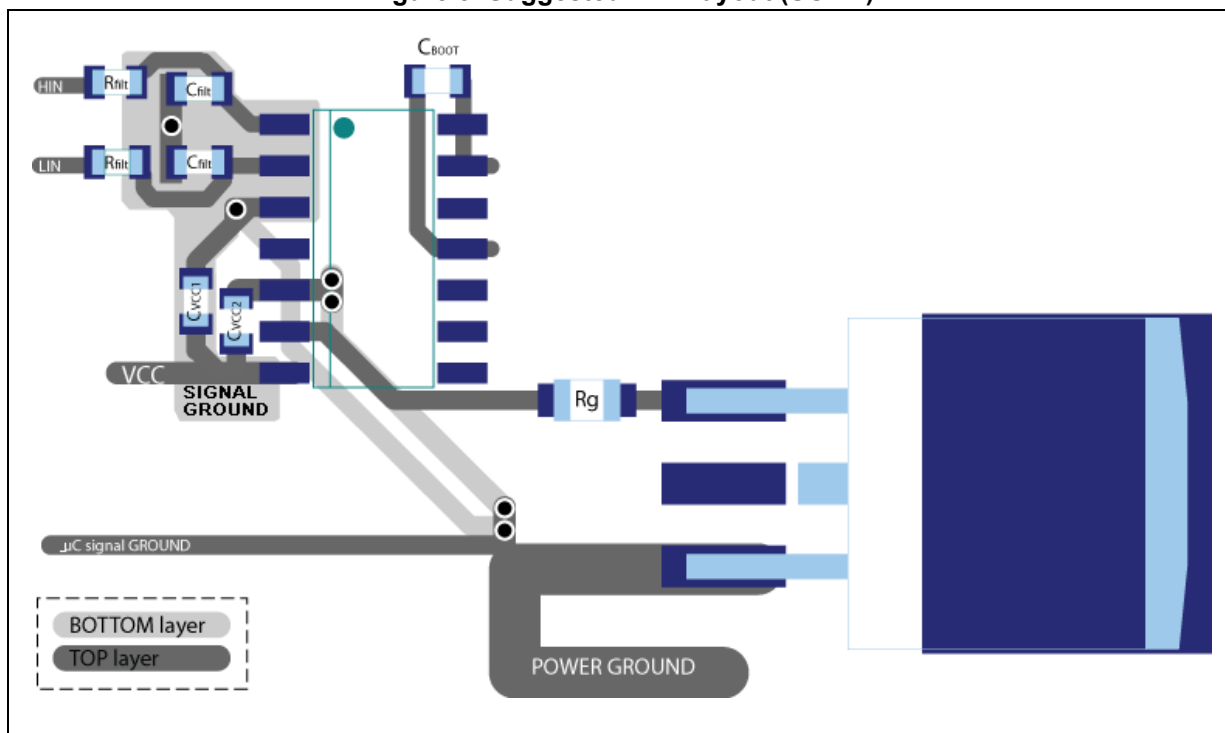 CBOOT
HIN
Rfilt
Cfilt
LIN
Rfilt
Cfilt
CVCC1
CVCC2
VCC
SIGNAL
GROUND
Rg
µC signal GROUND
BOTTOM layer
TOP layer
POWER GROUND